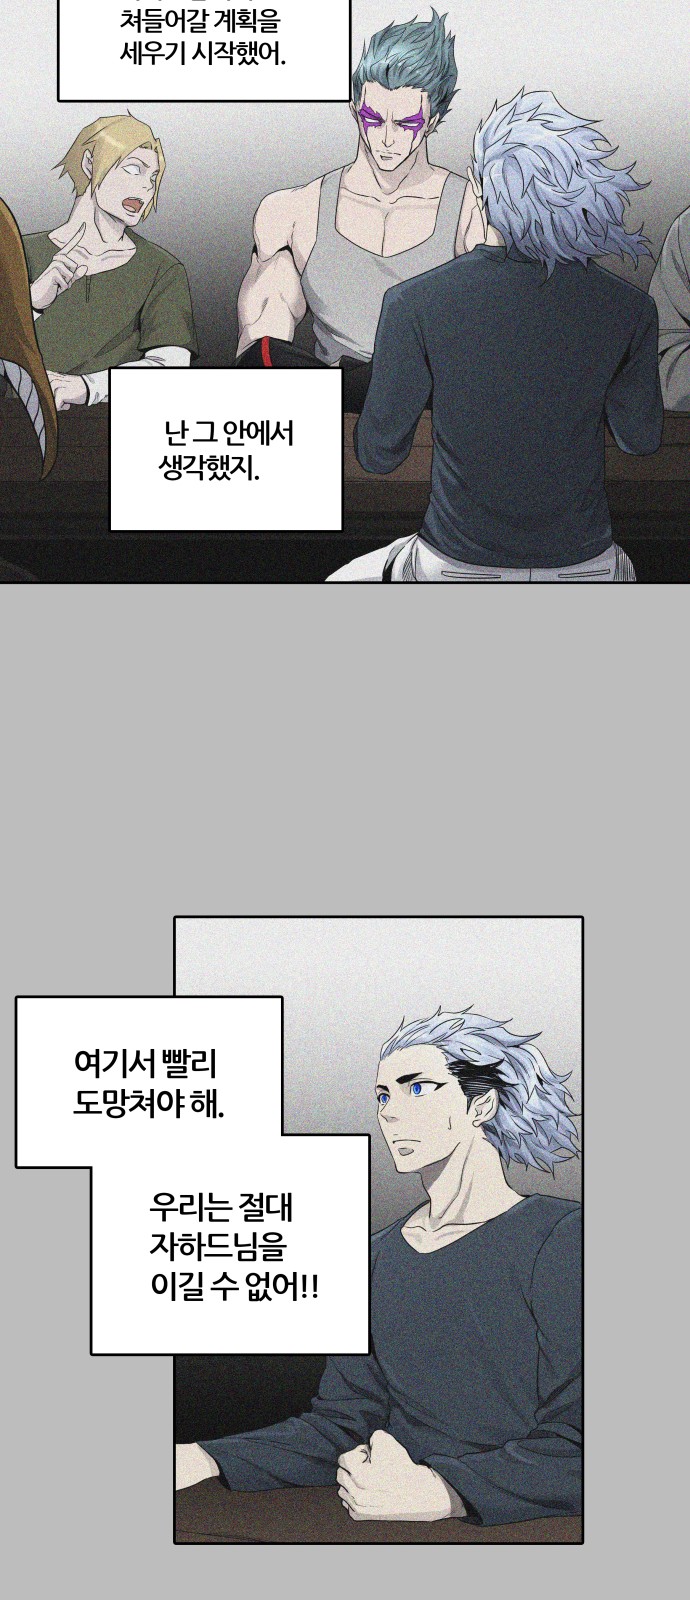 쳐들어갈 계획을
세우기 시작했어.
난 그 안에서
생각했지.
여기서 빨리
도망쳐야 해.
우리는 절대
자하드님을
이길 수 없어!!